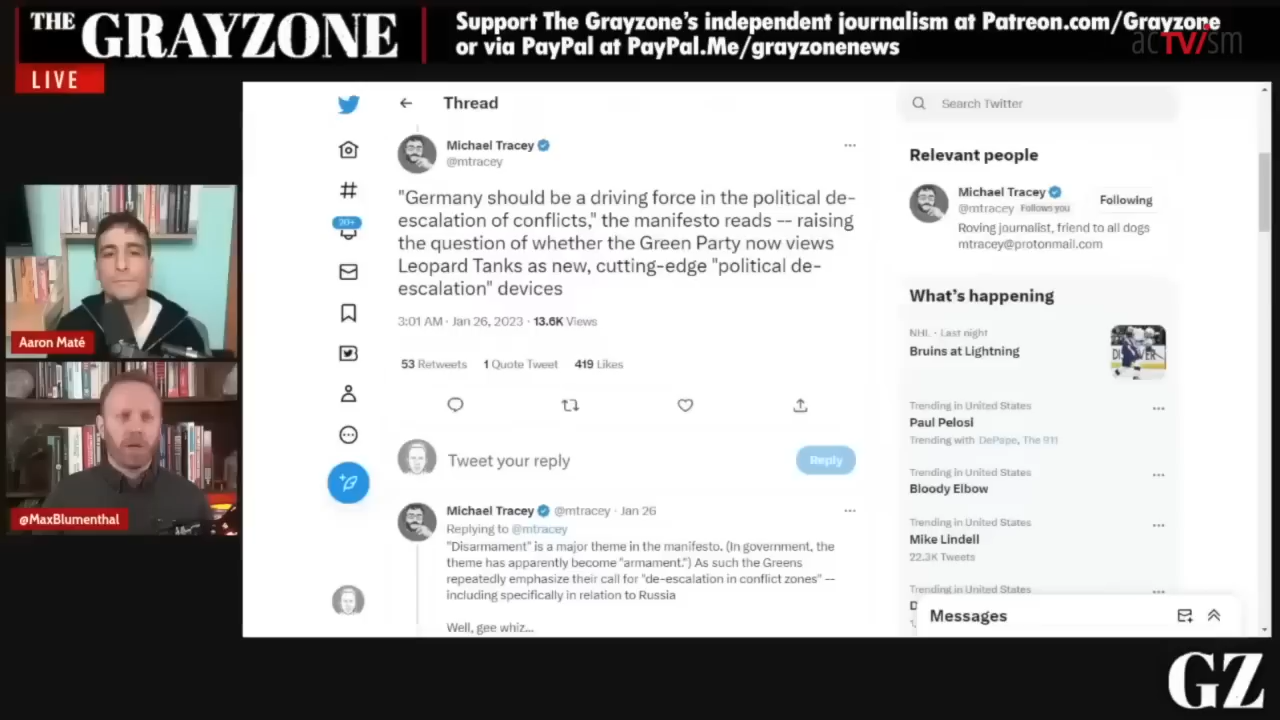 THE GRAYZONE
LIVE
Support The Grayzone's independent journalism at Patreon.com/Grayzone
or via PayPal at PayPal.Me/grayzonenews
acTVism
Aaron Maté
@MaxBlumenthal
20+
Thread
Michael Tracey
@mtracey
"Germany should be a driving force in the political de-
escalation of conflicts," the manifesto reads -- raising
the question of whether the Green Party now views
Leopard Tanks as new, cutting-edge "political de-
escalation" devices
3:01 AM · Jan 26, 2023 · 13.6K Views
53 Retweets 1 Quote Tweet 419 Likes
Tweet your reply
Reply
Michael Tracey @mtracey · Jan 26
Replying to @mtracey
"Disarmament" is a major theme in the manifesto. (In government, the
theme has apparently become "armament.") As such the Greens
repeatedly emphasize their call for "de-escalation in conflict zones" --
including specifically in relation to Russia
Well, gee whiz...
Search Twitter
Relevant people
Michael Tracey
@mtracey Follows you
Following
Roving journalist, friend to all dogs
mtracey@protonmail.com
What's happening
NHL · Last night
Bruins at Lightning
Trending in United States
Paul Pelosi
Trending with DePape, The 911
Trending in United States
Bloody Elbow
Trending in United States
Mike Lindell
22.3K Tweets
Trending in United States
Messages
GZ